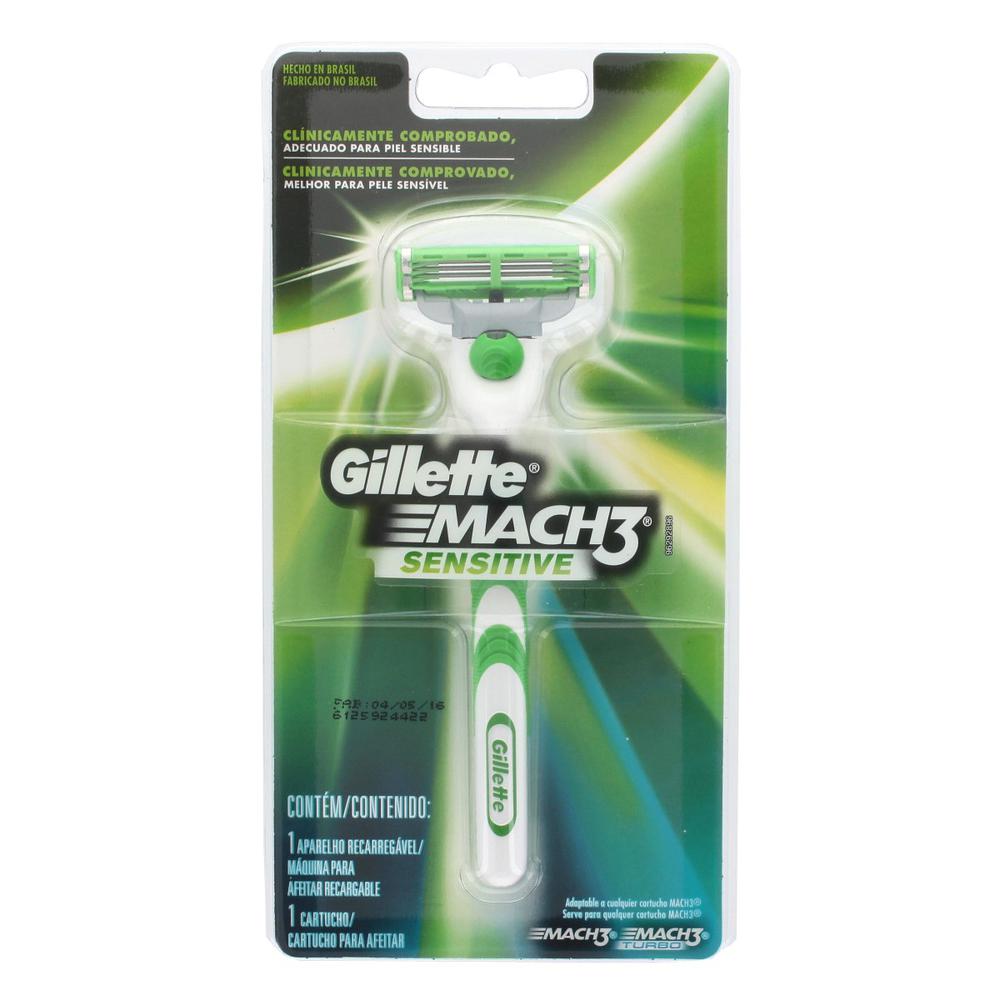 HECHO EN BRASIL
FABRICADO NO BRASIL
CLÍNICAMENTE COMPROBADO,
ADECUADO PARA PIEL SENSIBLE
CLINICAMENTE COMPROVADO,
MELHOR PARA PELE SENSÍVEL
Gillette®
MACH3®
SENSITIVE
96292896
FAB:04/05/16
6125924422
Gillette
CONTÉM/CONTENIDO:
1 APARELHO RECARREGÁVEL/
MÁQUINA PARA
AFEITAR RECARGABLE
1 CARTUCHO/
CARTUCHO PARA AFEITAR
Adaptable a cualquier cartucho MACH3®
Serve para qualquer cartucho MACH3®
MACH3® MACH3®
TURBO